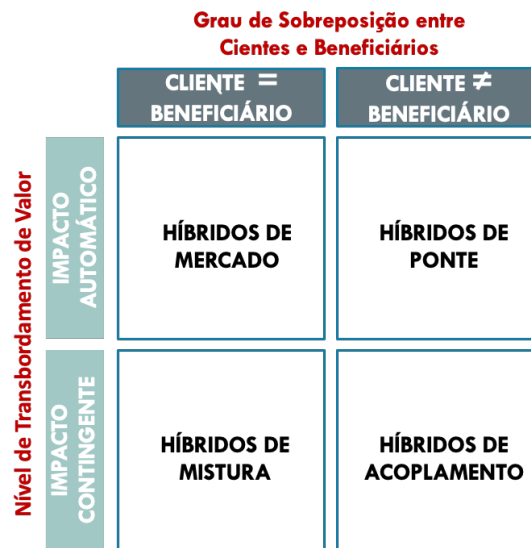 Grau de Sobreposição entre
Cientes e Beneficiários
CLIENTE =
BENEFICIÁRIO
CLIENTE ≠
BENEFICIÁRIO
Nível de Transbordamento de Valor
IMPACTO
AUTOMÁTICO
HÍBRIDOS DE
MERCADO
HÍBRIDOS DE
PONTE
IMPACTO
CONTINGENTE
HÍBRIDOS DE
MISTURA
HÍBRIDOS DE
ACOPLAMENTO